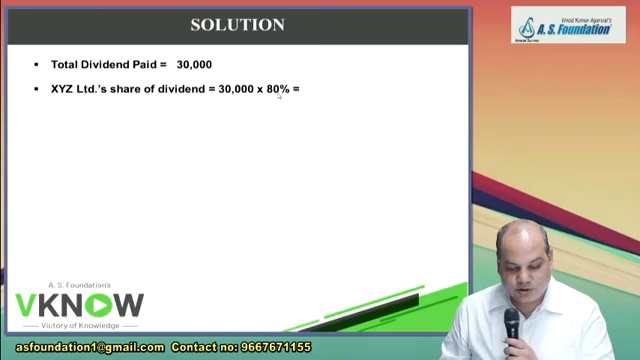 SOLUTION
Vinod Kumar Agarwal's
A. S. Foundation®
▪ Total Dividend Paid = 30,000
▪ XYZ Ltd.'s share of dividend = 30,000 x 80% =
A. S. Foundation's
VKNOW
Victory of Knowledge
asfoundation1@gmail.com Contact no: 9667671155